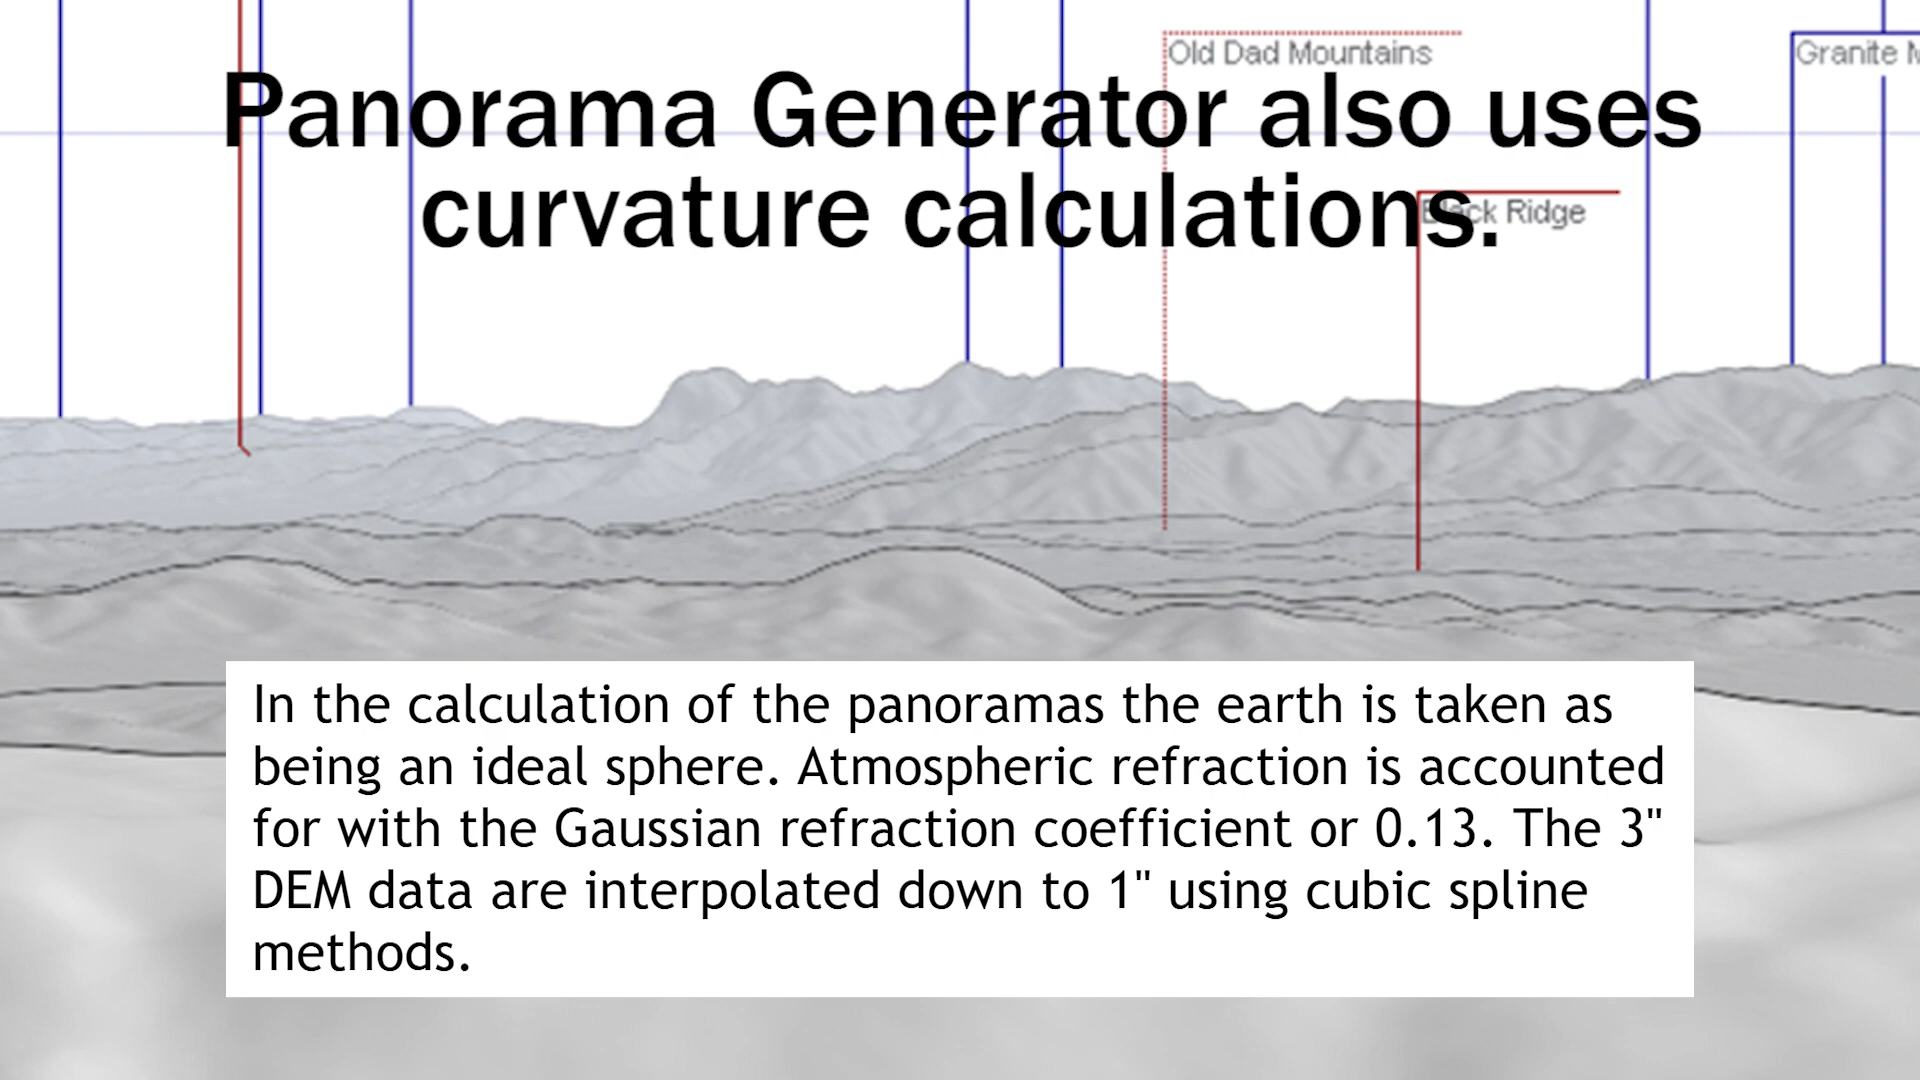 Old Dad Mountains
Granite
Panorama Generator also uses
curvature calculations.
Black Ridge
In the calculation of the panoramas the earth is taken as
being an ideal sphere. Atmospheric refraction is accounted
for with the Gaussian refraction coefficient or 0.13. The 3"
DEM data are interpolated down to 1" using cubic spline
methods.